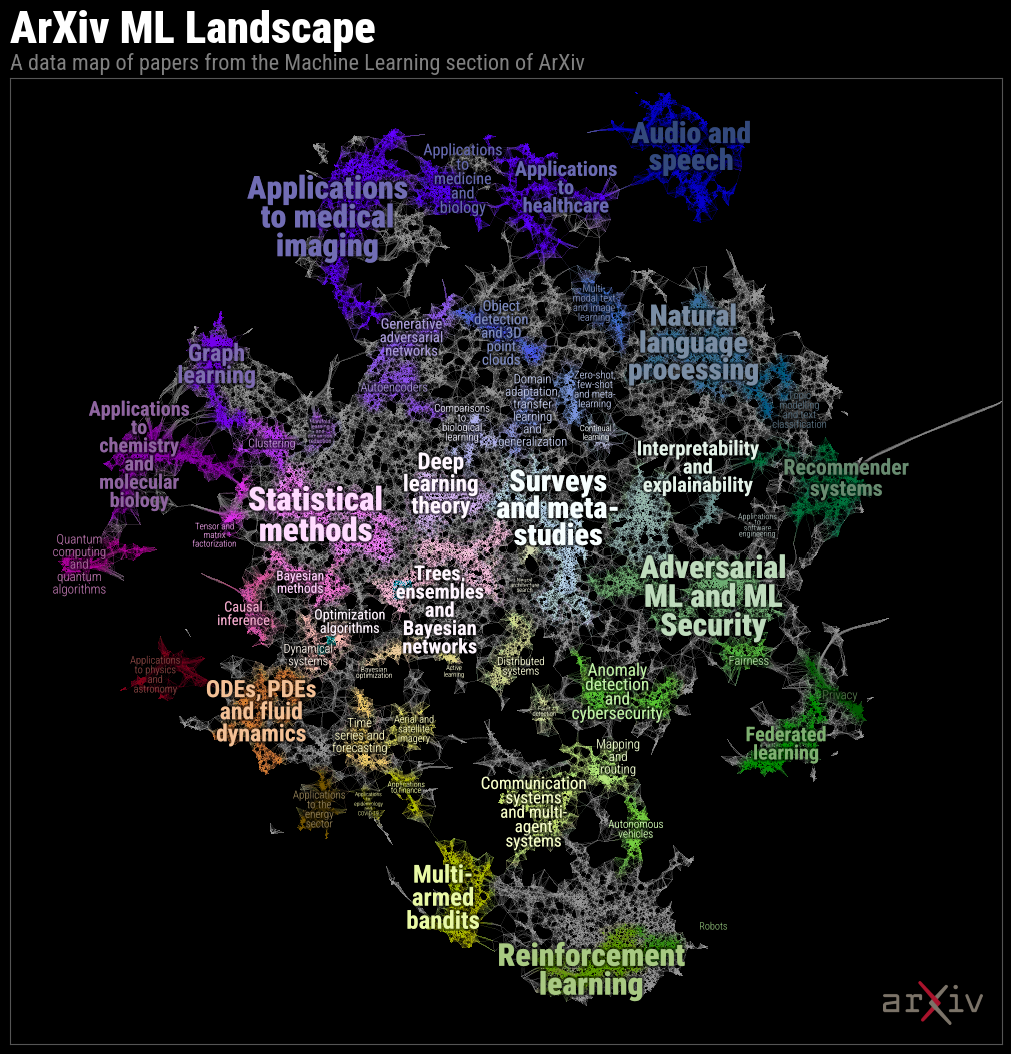 ArXiv ML Landscape
A data map of papers from the Machine Learning section of ArXiv
Audio and
speech
Applications
to
medicine
and
biology
Applications
to
healthcare
Applications
to medical
imaging
Multi-
modal text
and image
learning
Object
detection
and 3D
point
clouds
Natural
language
processing
Generative
adversarial
networks
Graph
learning
Autoencoders
Domain
adaptation,
transfer
learning
and
generalization
Zero-shot,
few-shot
and meta-
learning
Topic
modeling
and text
classification
Applications
to
chemistry
and
molecular
biology
Comparisons
to
biological
learning
Continual
learning
Clustering
Interpretability
and
explainability
Deep
learning
theory
Recommender
systems
Surveys
and meta-
studies
Statistical
methods
Applications
to
software
engineering
Tensor and
matrix
factorization
Quantum
computing
and
quantum
algorithms
Adversarial
ML and ML
Security
Bayesian
methods
Trees,
ensembles
and
Bayesian
networks
Neural
architecture
search
Causal
inference
Optimization
algorithms
Dynamical
systems
Fairness
Applications
to physics
and
astronomy
Bayesian
optimization
Active
learning
Distributed
systems
Anomaly
detection
and
cybersecurity
ODEs, PDEs
and fluid
dynamics
Privacy
Time
series and
forecasting
Aerial and
satellite
imagery
Federated
learning
Mapping
and
routing
Communication
systems
and multi-
agent
systems
Applications
to finance
Applications
to the
energy
sector
Applications
to
epidemiology
and
Autonomous
vehicles
Multi-
armed
bandits
Robots
Reinforcement
learning
arXiv